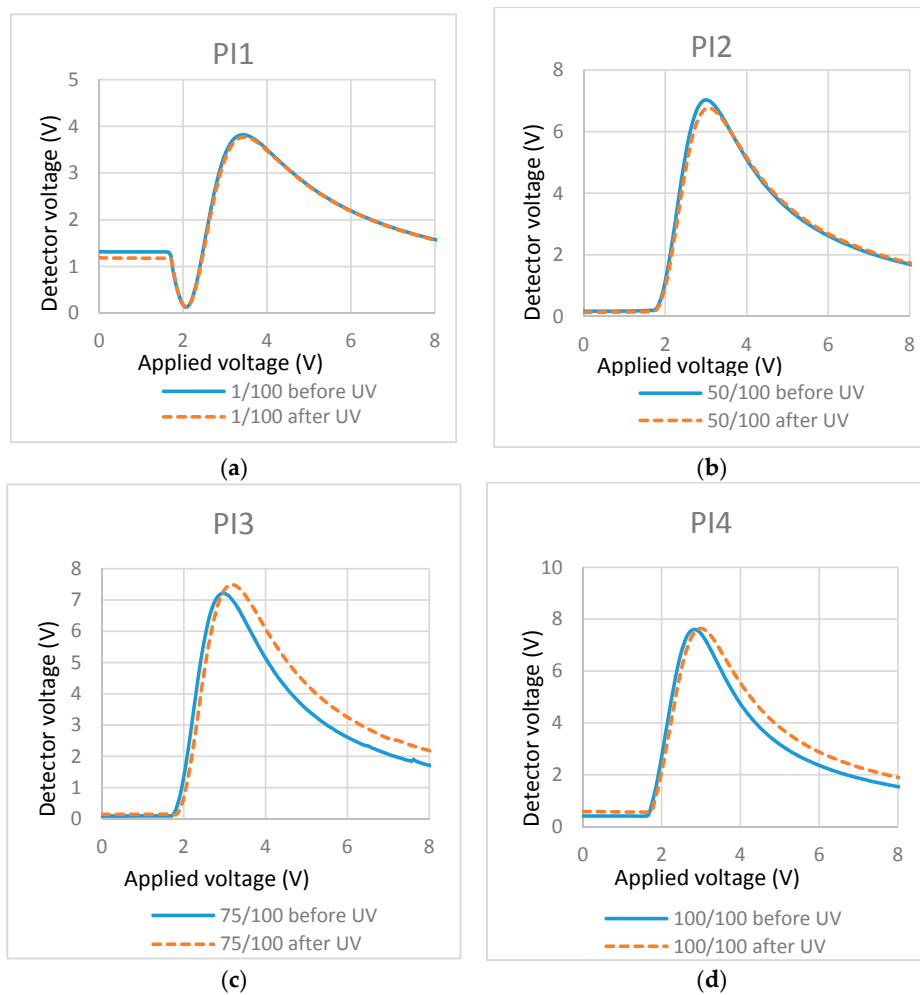 PI1
5
4
3
2
1
0
Detector voltage (V)
0 2 4 6 8
Applied voltage (V)
1/100 before UV
1/100 after UV
(a)
PI2
8
6
4
2
0
Detector voltage (V)
0 2 4 6 8
Applied voltage (V)
50/100 before UV
50/100 after UV
(b)
PI3
8
7
6
5
4
3
2
1
0
Detector voltage (V)
0 2 4 6 8
Applied voltage (V)
75/100 before UV
75/100 after UV
(c)
PI4
10
8
6
4
2
0
Detector voltage (V)
0 2 4 6 8
Applied voltage (V)
100/100 before UV
100/100 after UV
(d)